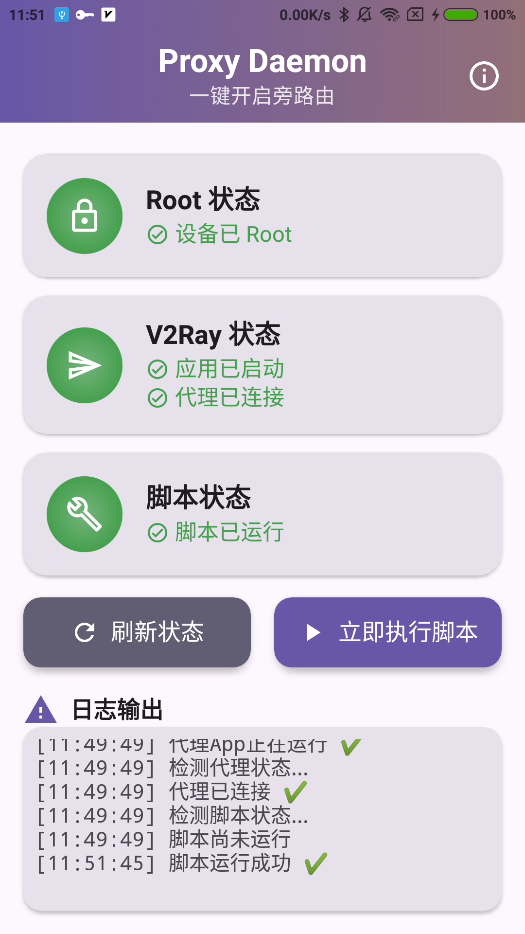 11:51
0.00K/s
100%
Proxy Daemon
一键开启旁路由
Root 状态
设备已 Root
V2Ray 状态
应用已启动
代理已连接
脚本状态
脚本已运行
刷新状态
立即执行脚本
日志输出
[11:49:49] 代理App正在运行 ✔
[11:49:49] 检测代理状态...
[11:49:49] 代理已连接 ✔
[11:49:49] 检测脚本状态...
[11:49:49] 脚本尚未运行
[11:51:45] 脚本运行成功 ✔